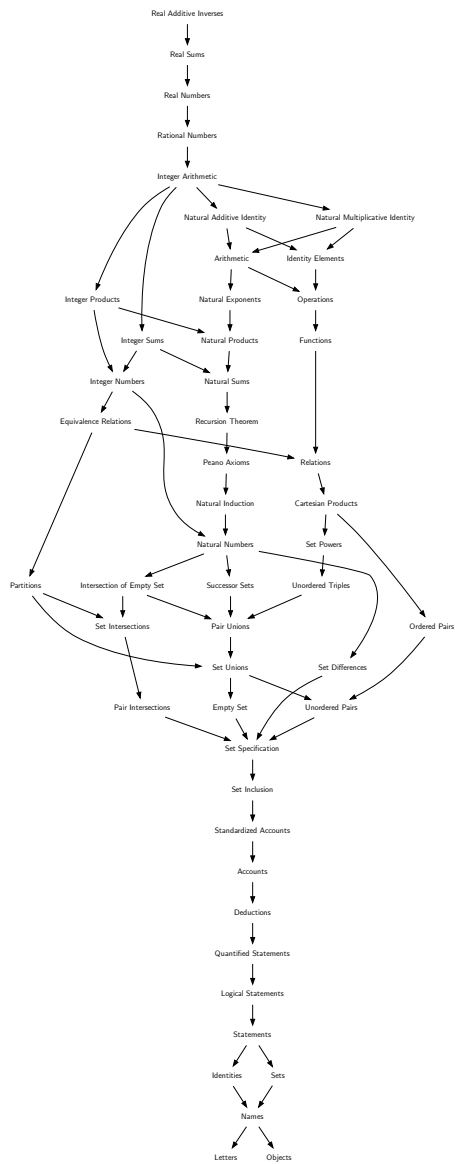 Real Additive Inverses
Real Sums
Real Numbers
Rational Numbers
Integer Arithmetic
Natural Additive Identity
Natural Multiplicative Identity
Arithmetic
Identity Elements
Integer Products
Natural Exponents
Operations
Integer Sums
Natural Products
Functions
Integer Numbers
Natural Sums
Equivalence Relations
Recursion Theorem
Peano Axioms
Relations
Natural Induction
Cartesian Products
Natural Numbers
Set Powers
Partitions
Intersection of Empty Set
Successor Sets
Unordered Triples
Set Intersections
Pair Unions
Ordered Pairs
Set Unions
Set Differences
Pair Intersections
Empty Set
Unordered Pairs
Set Specification
Set Inclusion
Standardized Accounts
Accounts
Deductions
Quantified Statements
Logical Statements
Statements
Identities
Sets
Names
Letters
Objects